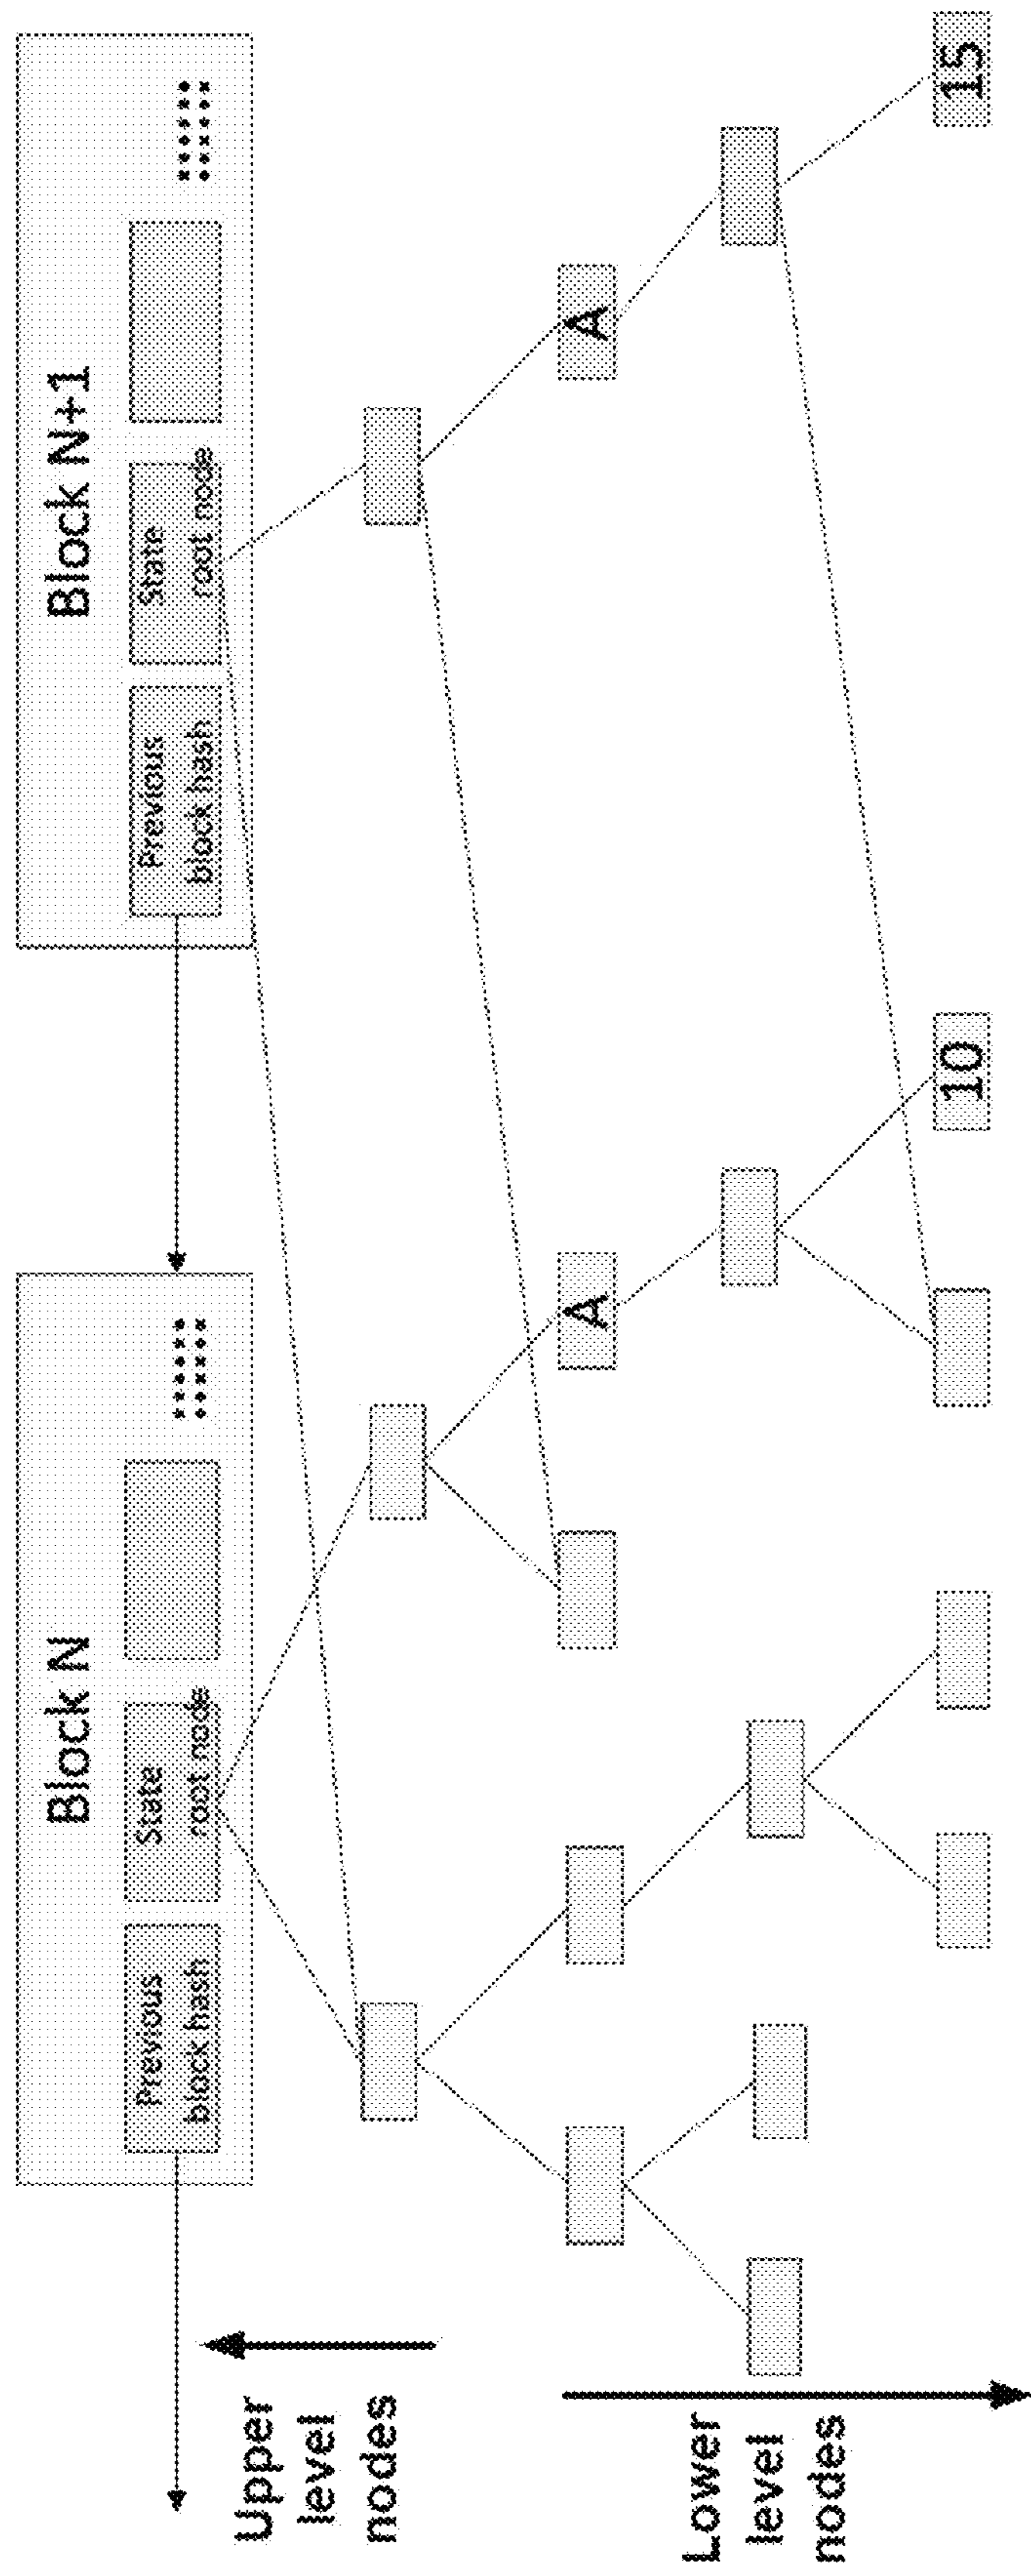 Block N
Previous
block hash
State
root node
Block N+1
Previous
block hash
State
root node
Upper
level
nodes
A
A
Lower
level
nodes
10
15